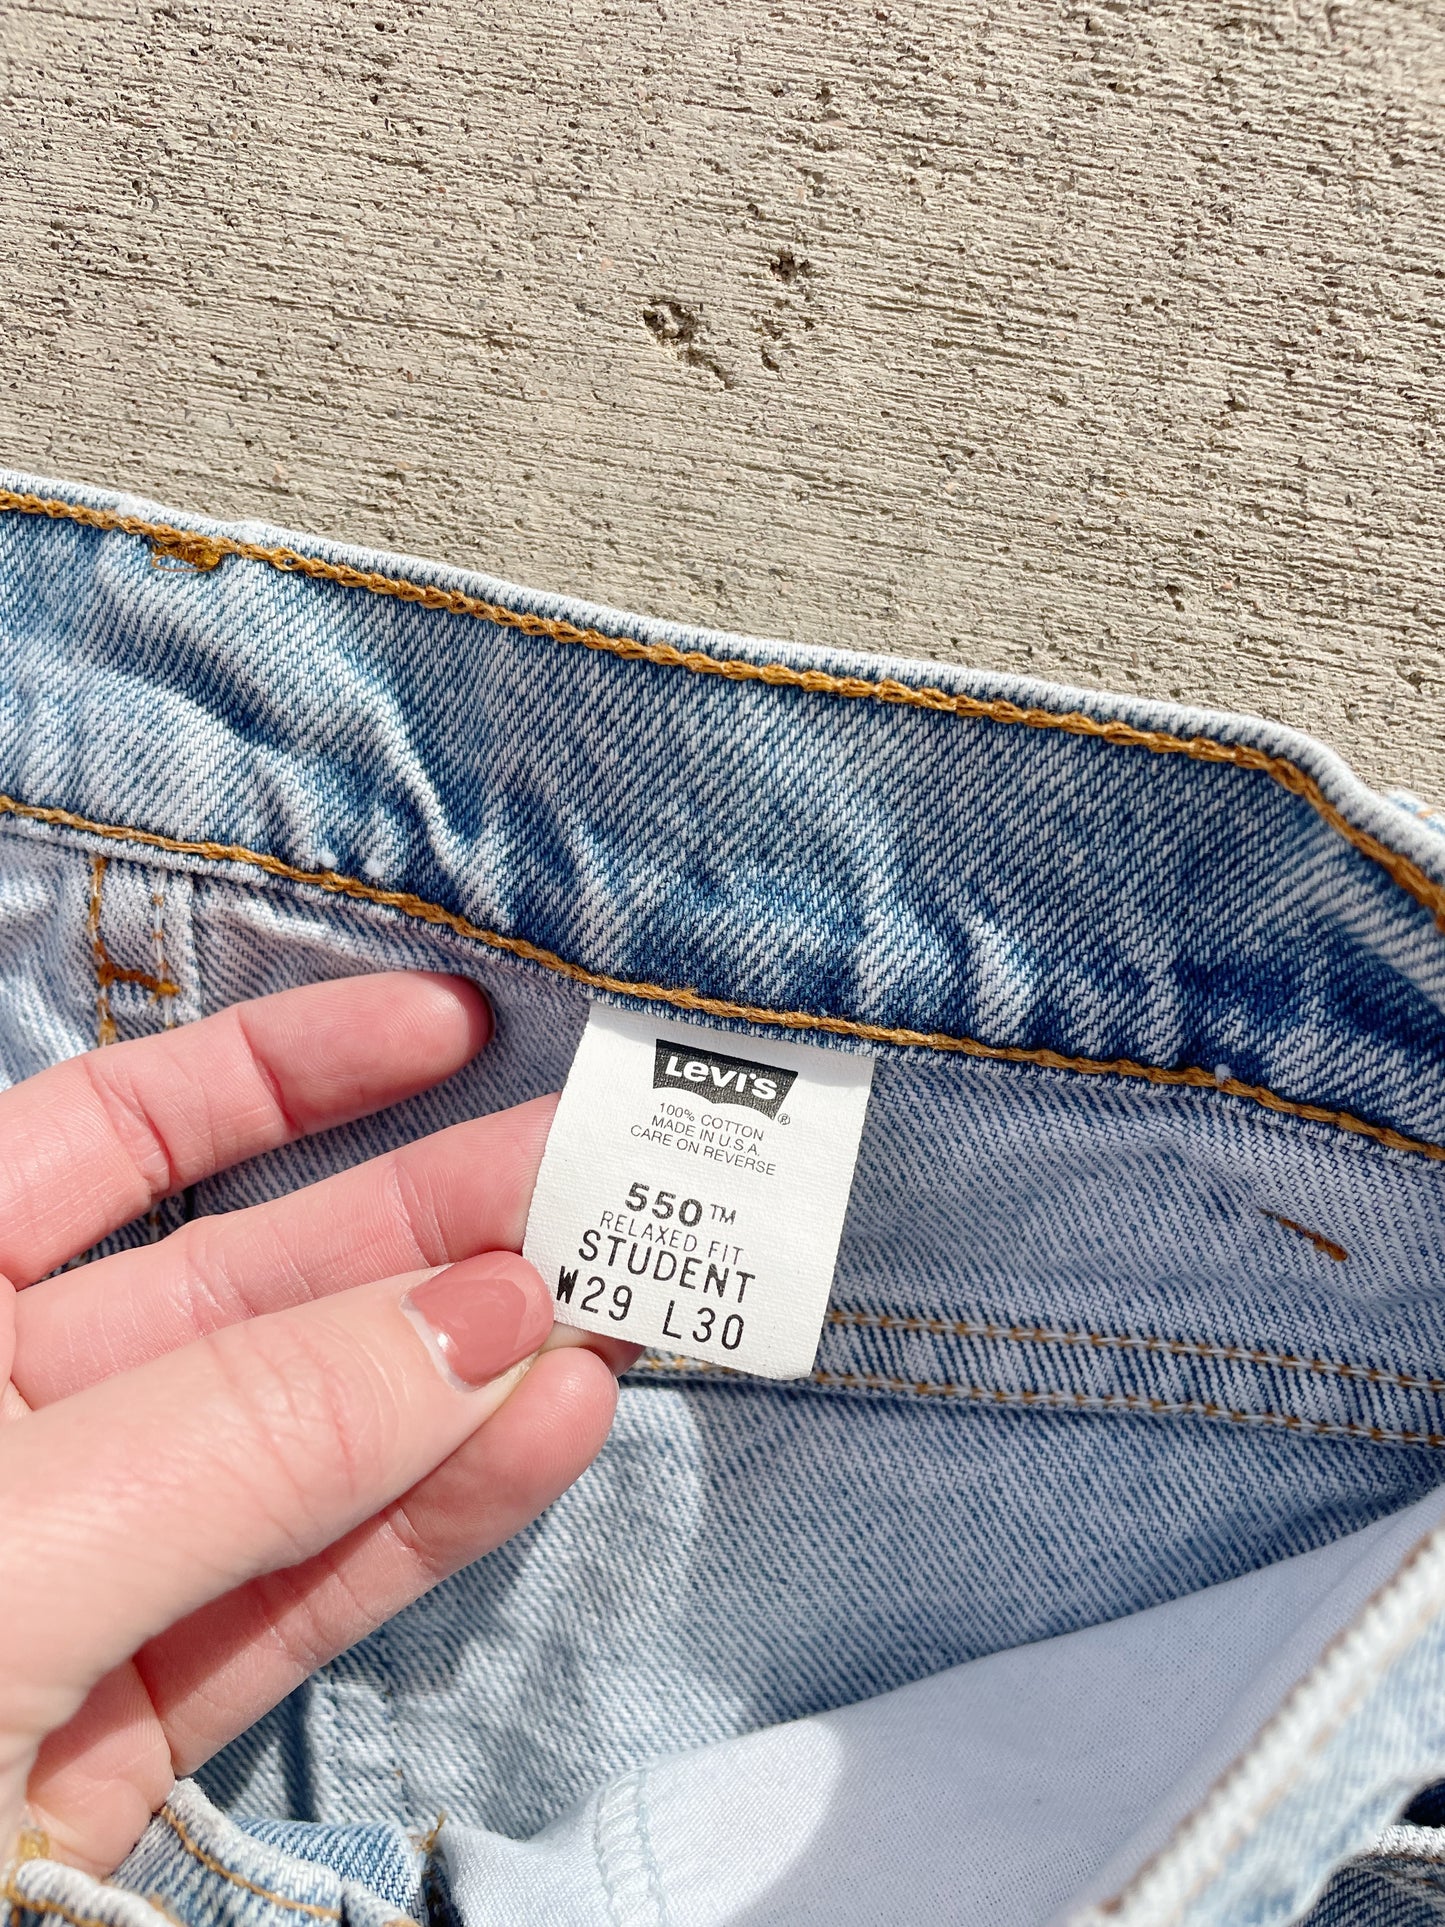 Levi's®
100% COTTON
MADE IN U.S.A.
CARE ON REVERSE
550™
RELAXED FIT
STUDENT
W29 L30